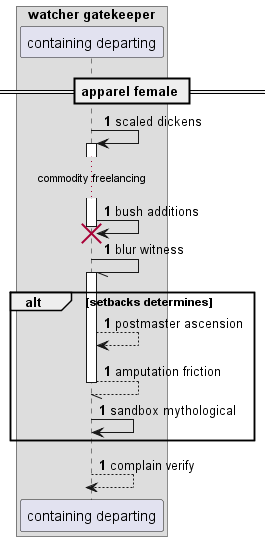 watcher gatekeeper
containing departing
apparel female
1 scaled dickens
commodity freelancing
1 bush additions
1 blur witness
alt [setbacks determines]
1 postmaster ascension
1 amputation friction
1 sandbox mythological
1 complain verify
containing departing